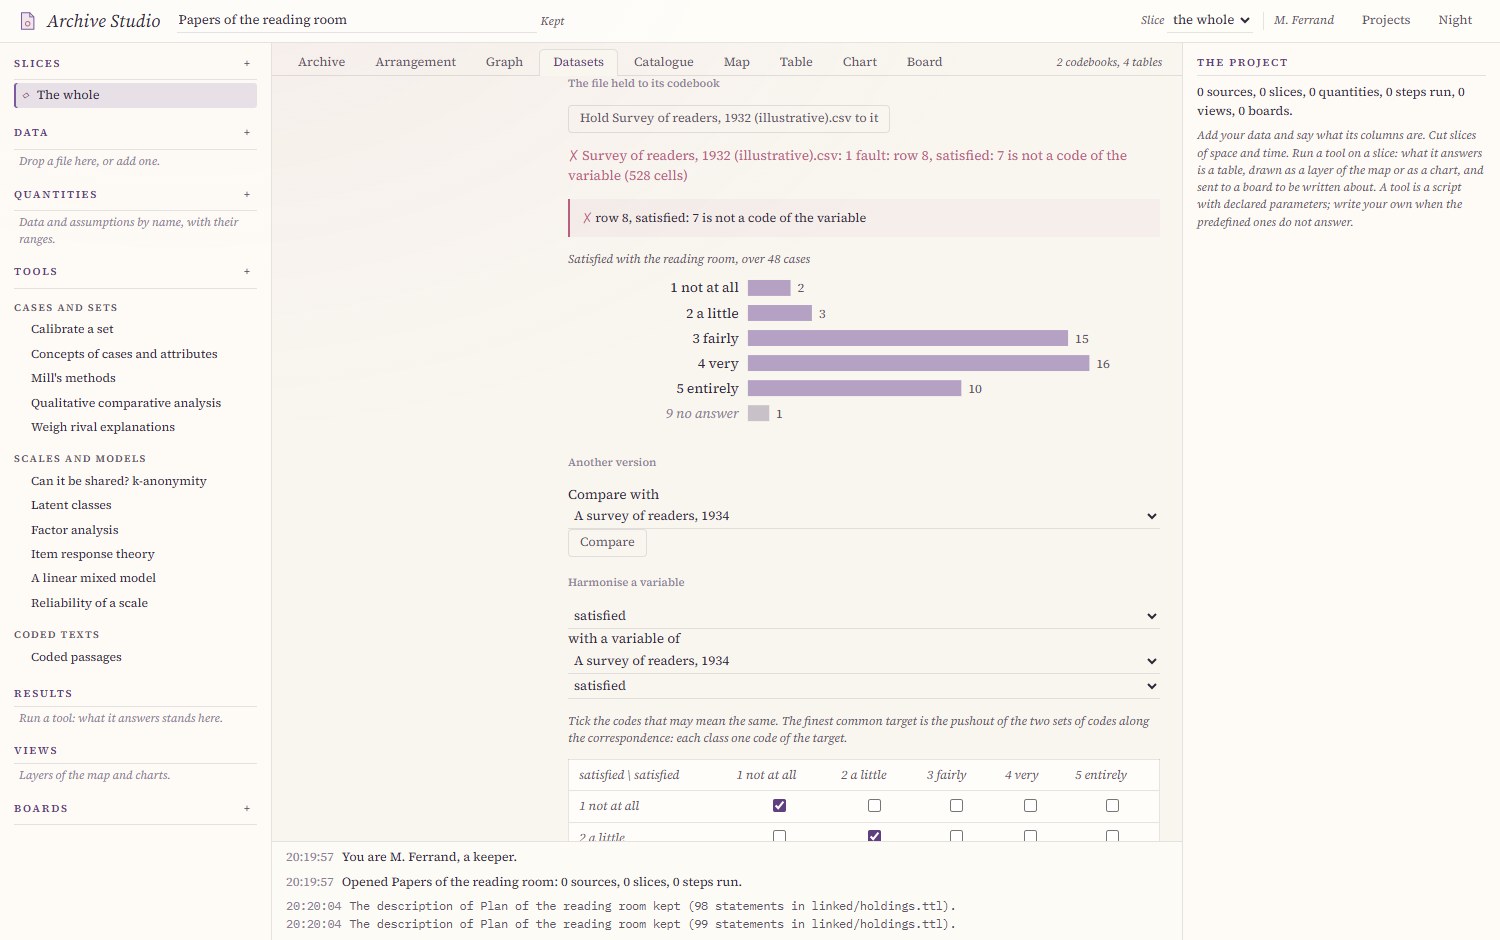 Archive Studio
Papers of the reading room
Kept
Slice the whole
M. Ferrand
Projects
Night
SLICES +
The whole
DATA +
Drop a file here, or add one.
QUANTITIES +
Data and assumptions by name, with their
ranges.
TOOLS +
CASES AND SETS
Calibrate a set
Concepts of cases and attributes
Mill's methods
Qualitative comparative analysis
Weigh rival explanations
SCALES AND MODELS
Can it be shared? k-anonymity
Latent classes
Factor analysis
Item response theory
A linear mixed model
Reliability of a scale
CODED TEXTS
Coded passages
RESULTS
Run a tool: what it answers stands here.
VIEWS
Layers of the map and charts.
BOARDS +
Archive Arrangement Graph Datasets Catalogue Map Table Chart Board
2 codebooks, 4 tables
The file held to its codebook
Hold Survey of readers, 1932 (illustrative).csv to it
✗ Survey of readers, 1932 (illustrative).csv: 1 fault: row 8, satisfied: 7 is not a code of the
variable (528 cells)
✗ row 8, satisfied: 7 is not a code of the variable
Satisfied with the reading room, over 48 cases
1 not at all 2
2 a little 3
3 fairly 15
4 very 16
5 entirely 10
9 no answer 1
Another version
Compare with
A survey of readers, 1934
Compare
Harmonise a variable
satisfied
with a variable of
A survey of readers, 1934
satisfied
Tick the codes that may mean the same. The finest common target is the pushout of the two sets of codes along
the correspondence: each class one code of the target.
satisfied \ satisfied 1 not at all 2 a little 3 fairly 4 very 5 entirely
1 not at all
2 a little
20:19:57 You are M. Ferrand, a keeper.
20:19:57 Opened Papers of the reading room: 0 sources, 0 slices, 0 steps run.
20:20:04 The description of Plan of the reading room kept (98 statements in linked/holdings.ttl).
20:20:04 The description of Plan of the reading room kept (99 statements in linked/holdings.ttl).
THE PROJECT
0 sources, 0 slices, 0 quantities, 0 steps run, 0
views, 0 boards.
Add your data and say what its columns are. Cut slices
of space and time. Run a tool on a slice: what it answers
is a table, drawn as a layer of the map or as a chart, and
sent to a board to be written about. A tool is a script
with declared parameters; write your own when the
predefined ones do not answer.